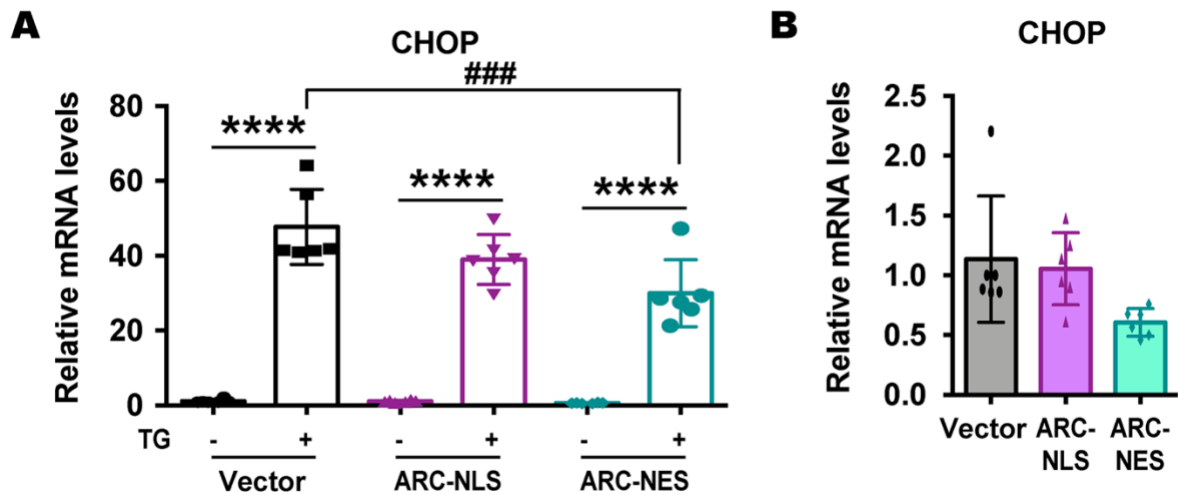 A
CHOP
###
Relative mRNA levels
80
60
40
20
0
****
****
****
TG
- + - + - +
Vector ARC-NLS ARC-NES
B
CHOP
Relative mRNA levels
2.5
2.0
1.5
1.0
0.5
0.0
Vector ARC- ARC-
NLS NES